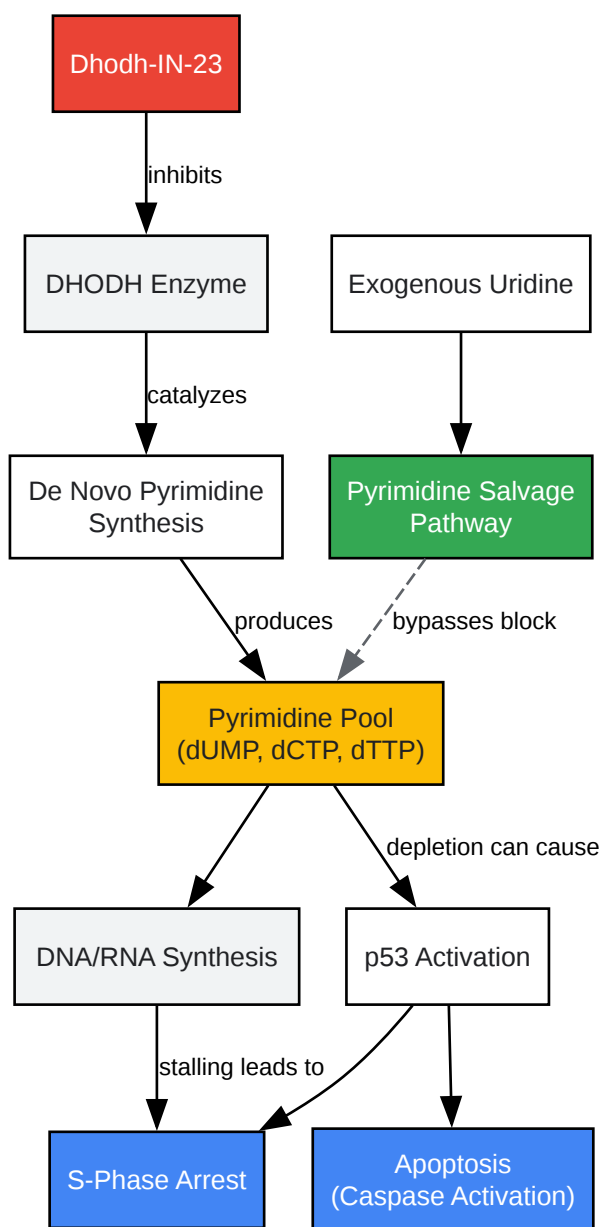 Dhodh-IN-23
inhibits
DHODH Enzyme
Exogenous Uridine
catalyzes
De Novo Pyrimidine
Synthesis
Pyrimidine Salvage
Pathway
produces
bypasses block
Pyrimidine Pool
(dUMP, dCTP, dTTP)
depletion can cause
DNA/RNA Synthesis
p53 Activation
stalling leads to
S-Phase Arrest
Apoptosis
(Caspase Activation)